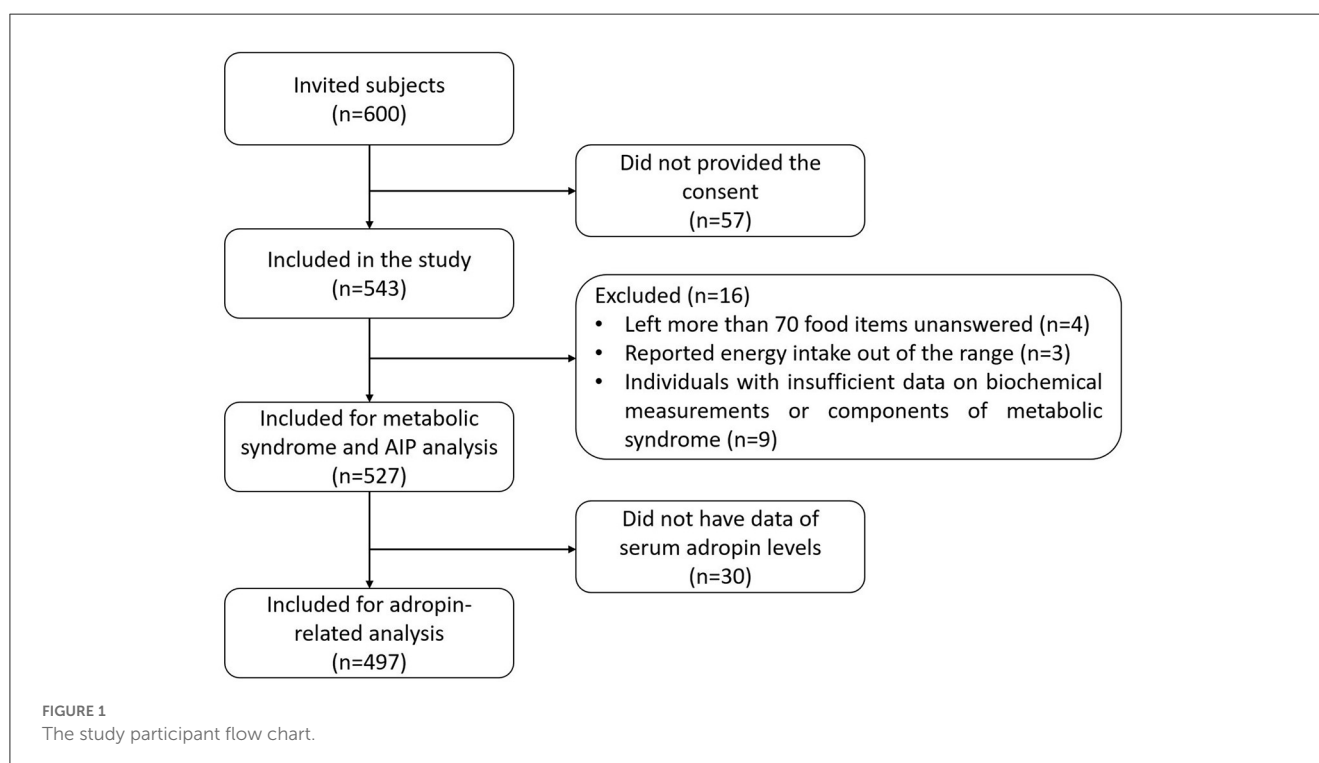 Invited subjects
(n=600)
Did not provided the
consent
(n=57)
Included in the study
(n=543)
Excluded (n=16)
• Left more than 70 food items unanswered (n=4)
• Reported energy intake out of the range (n=3)
• Individuals with insufficient data on biochemical
measurements or components of metabolic
syndrome (n=9)
Included for metabolic
syndrome and AIP analysis
(n=527)
Did not have data of
serum adropin levels
(n=30)
Included for adropin-
related analysis
(n=497)
FIGURE 1
The study participant flow chart.